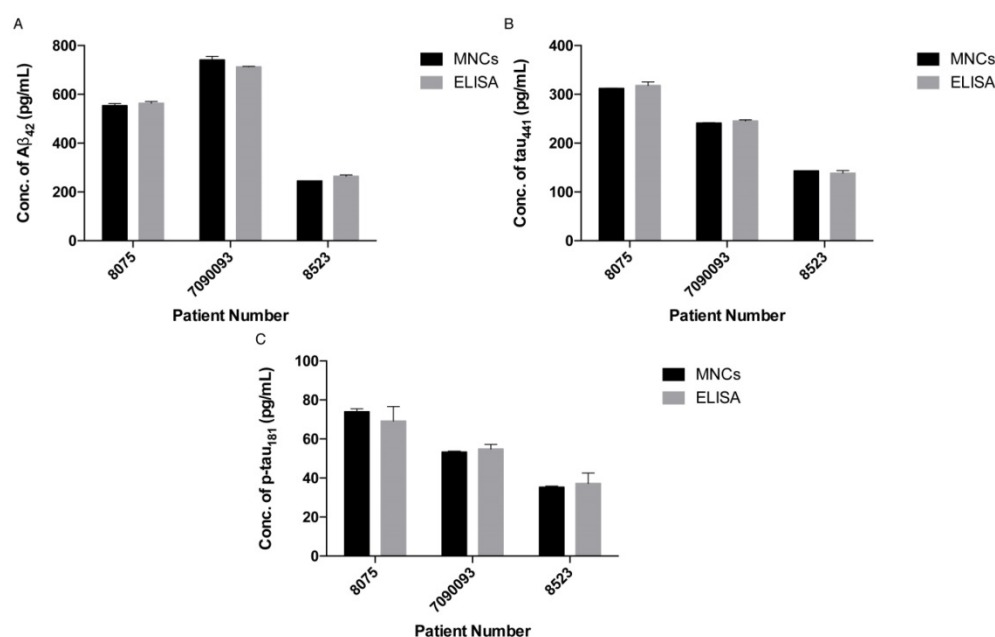 A
Conc. of Aβ42 (pg/mL)
800
600
400
200
0
8075
7090093
8523
Patient Number
MNCs
ELISA
B
Conc. of tau441 (pg/mL)
400
300
200
100
0
8075
7090093
8523
Patient Number
MNCs
ELISA
C
Conc. of p-tau181 (pg/mL)
100
80
60
40
20
0
8075
7090093
8523
Patient Number
MNCs
ELISA